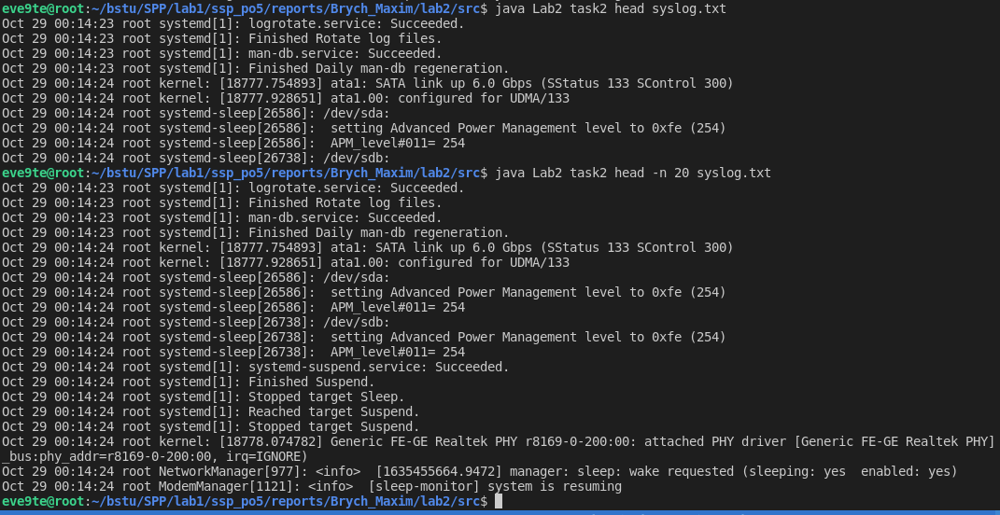 eve9te@root:~/bstu/SPP/lab1/ssp_po5/reports/Brych_Maxim/lab2/src$ java Lab2 task2 head syslog.txt
Oct 29 00:14:23 root systemd[1]: logrotate.service: Succeeded.
Oct 29 00:14:23 root systemd[1]: Finished Rotate log files.
Oct 29 00:14:23 root systemd[1]: man-db.service: Succeeded.
Oct 29 00:14:23 root systemd[1]: Finished Daily man-db regeneration.
Oct 29 00:14:24 root kernel: [18777.754893] ata1: SATA link up 6.0 Gbps (SStatus 133 SControl 300)
Oct 29 00:14:24 root kernel: [18777.928651] ata1.00: configured for UDMA/133
Oct 29 00:14:24 root systemd-sleep[26586]: /dev/sda:
Oct 29 00:14:24 root systemd-sleep[26586]:  setting Advanced Power Management level to 0xfe (254)
Oct 29 00:14:24 root systemd-sleep[26586]:  APM_level#011= 254
Oct 29 00:14:24 root systemd-sleep[26738]: /dev/sdb:
eve9te@root:~/bstu/SPP/lab1/ssp_po5/reports/Brych_Maxim/lab2/src$ java Lab2 task2 head -n 20 syslog.txt
Oct 29 00:14:23 root systemd[1]: logrotate.service: Succeeded.
Oct 29 00:14:23 root systemd[1]: Finished Rotate log files.
Oct 29 00:14:23 root systemd[1]: man-db.service: Succeeded.
Oct 29 00:14:23 root systemd[1]: Finished Daily man-db regeneration.
Oct 29 00:14:24 root kernel: [18777.754893] ata1: SATA link up 6.0 Gbps (SStatus 133 SControl 300)
Oct 29 00:14:24 root kernel: [18777.928651] ata1.00: configured for UDMA/133
Oct 29 00:14:24 root systemd-sleep[26586]: /dev/sda:
Oct 29 00:14:24 root systemd-sleep[26586]:  setting Advanced Power Management level to 0xfe (254)
Oct 29 00:14:24 root systemd-sleep[26586]:  APM_level#011= 254
Oct 29 00:14:24 root systemd-sleep[26738]: /dev/sdb:
Oct 29 00:14:24 root systemd-sleep[26738]:  setting Advanced Power Management level to 0xfe (254)
Oct 29 00:14:24 root systemd-sleep[26738]:  APM_level#011= 254
Oct 29 00:14:24 root systemd[1]: systemd-suspend.service: Succeeded.
Oct 29 00:14:24 root systemd[1]: Finished Suspend.
Oct 29 00:14:24 root systemd[1]: Stopped target Sleep.
Oct 29 00:14:24 root systemd[1]: Reached target Suspend.
Oct 29 00:14:24 root systemd[1]: Stopped target Suspend.
Oct 29 00:14:24 root kernel: [18778.074782] Generic FE-GE Realtek PHY r8169-0-200:00: attached PHY driver [Generic FE-GE Realtek PHY]
_bus:phy_addr=r8169-0-200:00, irq=IGNORE)
Oct 29 00:14:24 root NetworkManager[977]: <info>  [1635455664.9472] manager: sleep: wake requested (sleeping: yes  enabled: yes)
Oct 29 00:14:24 root ModemManager[1121]: <info>  [sleep-monitor] system is resuming
eve9te@root:~/bstu/SPP/lab1/ssp_po5/reports/Brych_Maxim/lab2/src$